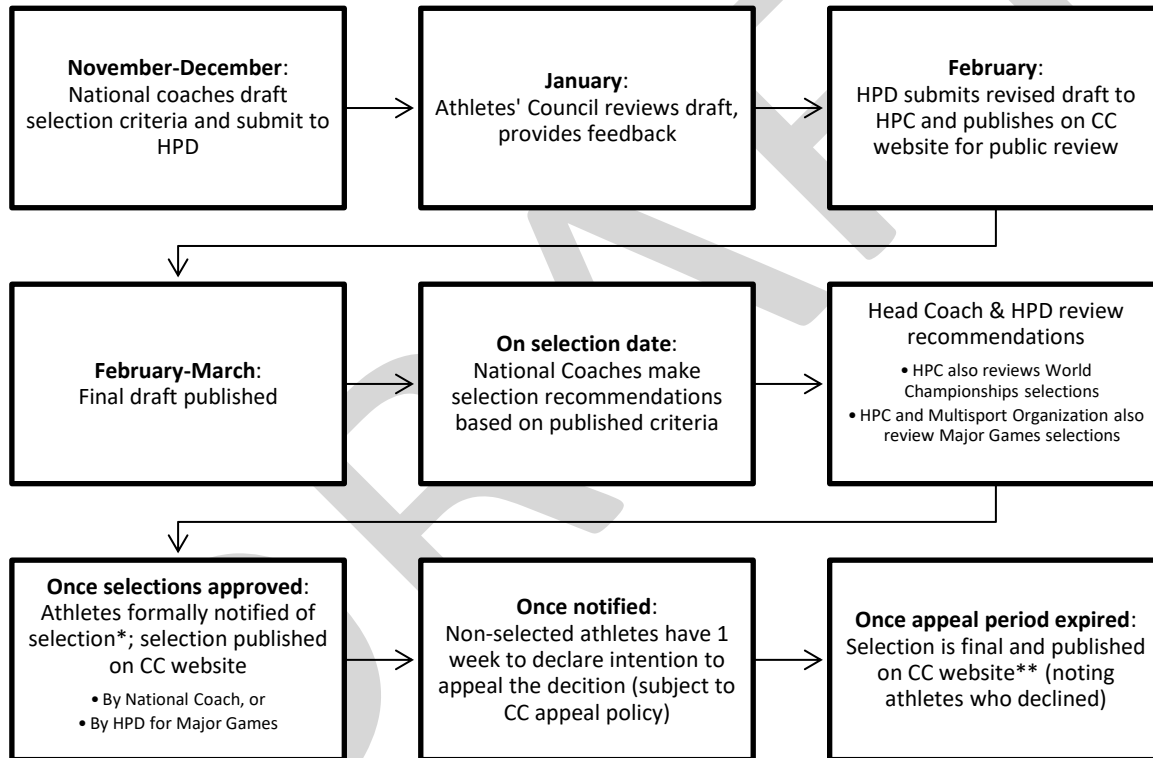 November-December:
National coaches draft
selection criteria and submit to
HPD
January:
Athletes' Council reviews draft,
provides feedback
February:
HPD submits revised draft to
HPC and publishes on CC
website for public review
February-March:
Final draft published
On selection date:
National Coaches make
selection recommendations
based on published criteria
Head Coach & HPD review
recommendations
• HPC also reviews World
Championships selections
• HPC and Multisport Organization also
review Major Games selections
Once selections approved:
Athletes formally notified of
selection*; selection published
on CC website
• By National Coach, or
• By HPD for Major Games
Once notified:
Non-selected athletes have 1
week to declare intention to
appeal the decition (subject to
CC appeal policy)
Once appeal period expired:
Selection is final and published
on CC website** (noting
athletes who declined)